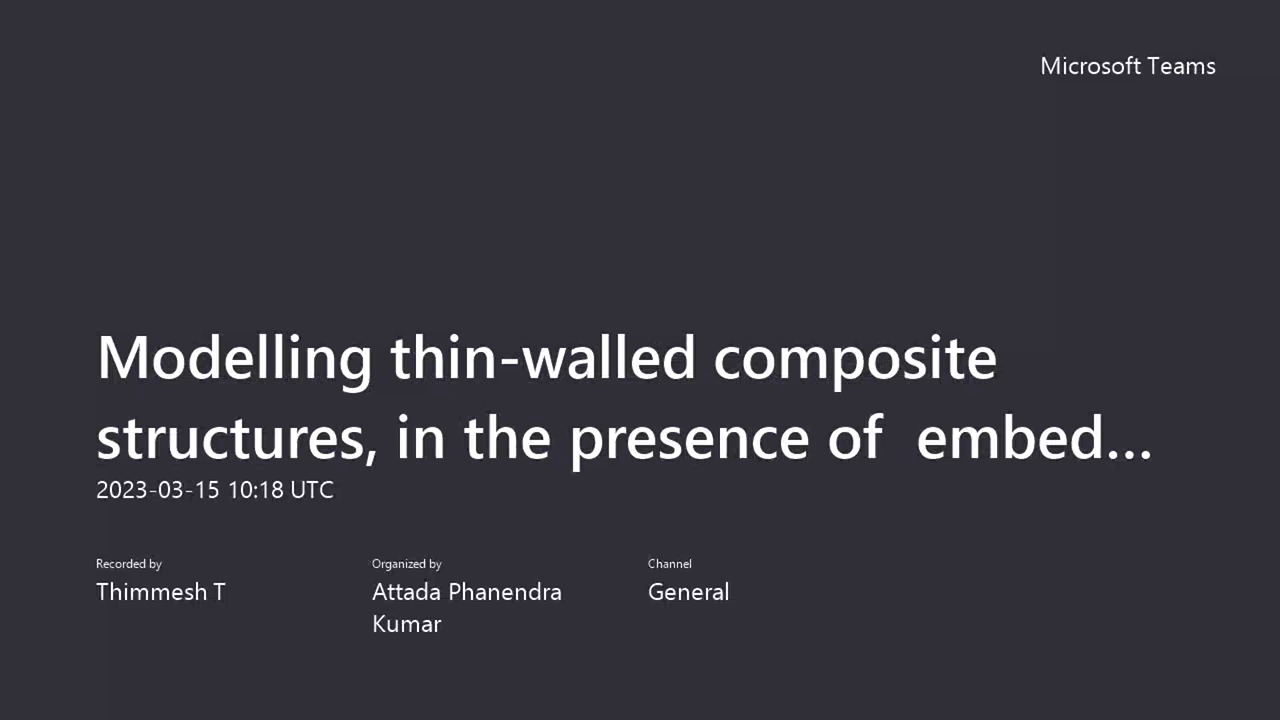 Microsoft Teams
Modelling thin-walled composite
structures, in the presence of  embed...
2023-03-15 10:18 UTC
Recorded by
Thimmesh T
Organized by
Attada Phanendra
Kumar
Channel
General